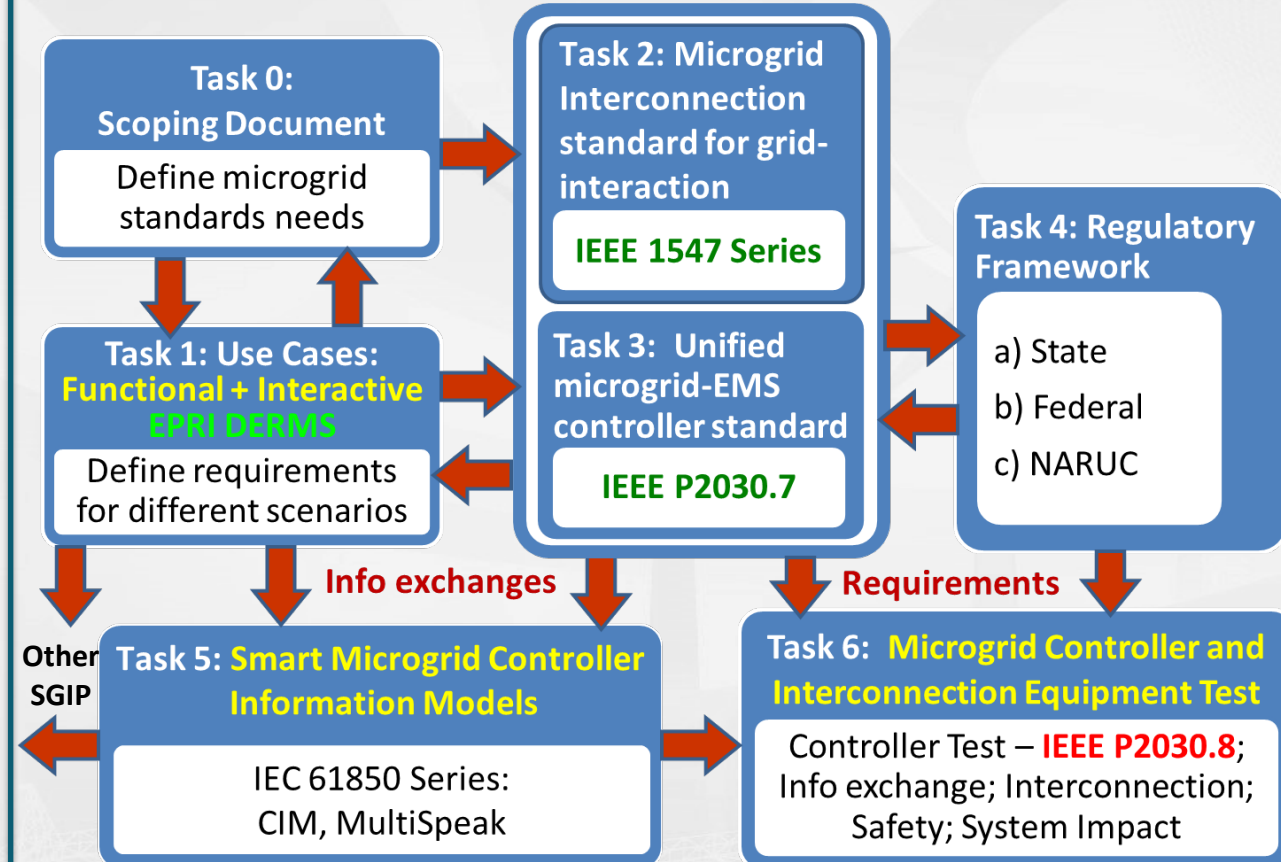 Task 0:
Scoping Document
Define microgrid
standards needs
Task 2: Microgrid
Interconnection
standard for grid-
interaction
IEEE 1547 Series
Task 1: Use Cases:
Functional + Interactive
EPRI DERMS
Define requirements
for different scenarios
Task 3:  Unified
microgrid-EMS
controller standard
IEEE P2030.7
Task 4: Regulatory
Framework
a) State
b) Federal
c) NARUC
Info exchanges
Requirements
Other
SGIP
Task 5: Smart Microgrid Controller
Information Models
IEC 61850 Series:
CIM, MultiSpeak
Task 6:  Microgrid Controller and
Interconnection Equipment Test
Controller Test – IEEE P2030.8;
Info exchange; Interconnection;
Safety; System Impact